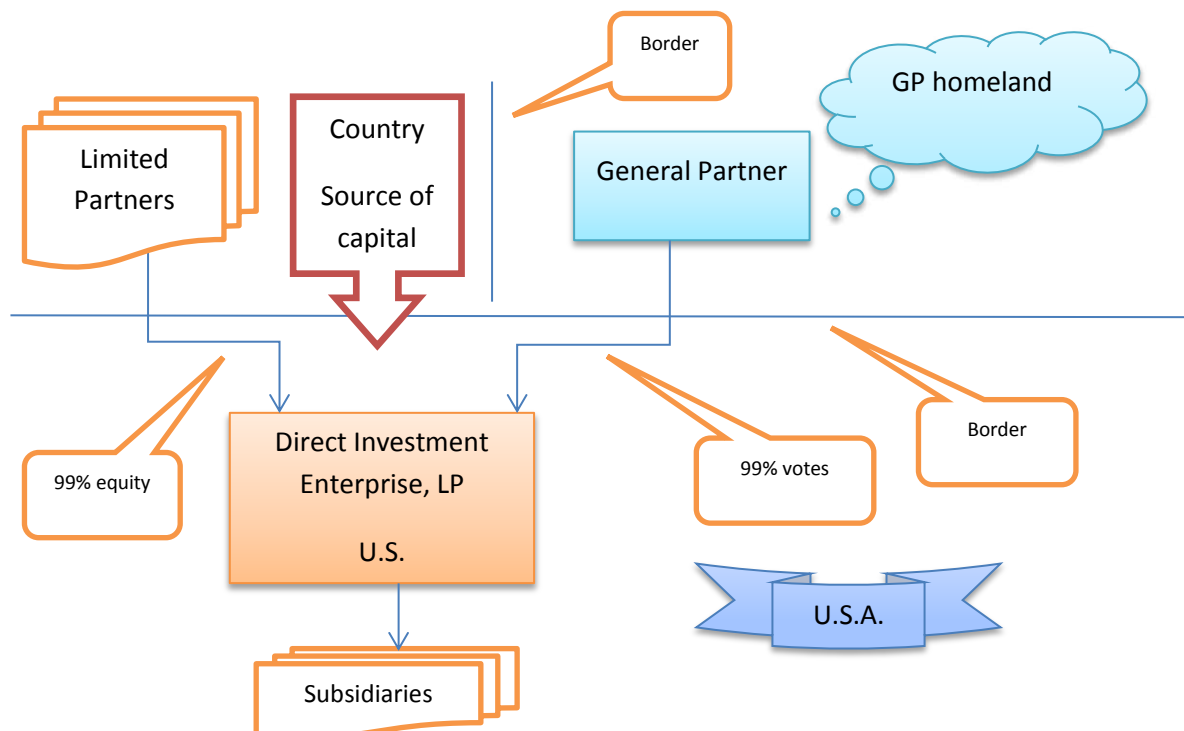 Border
GP homeland
Limited
Partners
Country
Source of
capital
General Partner
99% equity
Direct Investment
Enterprise, LP
U.S.
99% votes
Border
U.S.A.
Subsidiaries